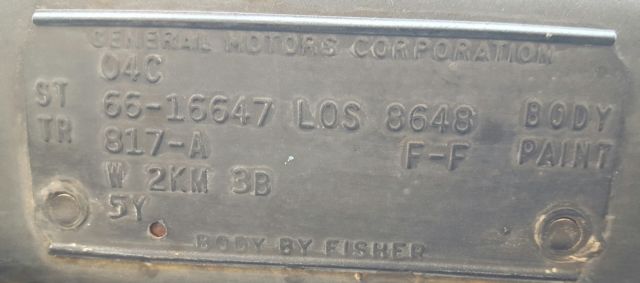 GENERAL MOTORS CORPORATION
04C
ST 66-16647 LOS 8648 BODY
TR 817-A F-F PAINT
W 2KM 3B
5Y
BODY BY FISHER